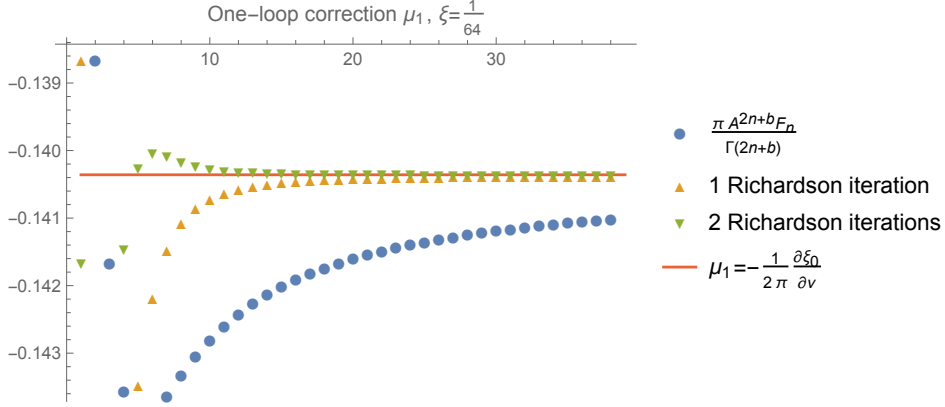 One−loop correction μ₁, ξ=1/64
10 20 30
−0.139
−0.140
−0.141
−0.142
−0.143
π A^{2n+b} F_n / Γ(2n+b)
1 Richardson iteration
2 Richardson iterations
μ₁=−1/(2π) ∂ξ₀/∂ν